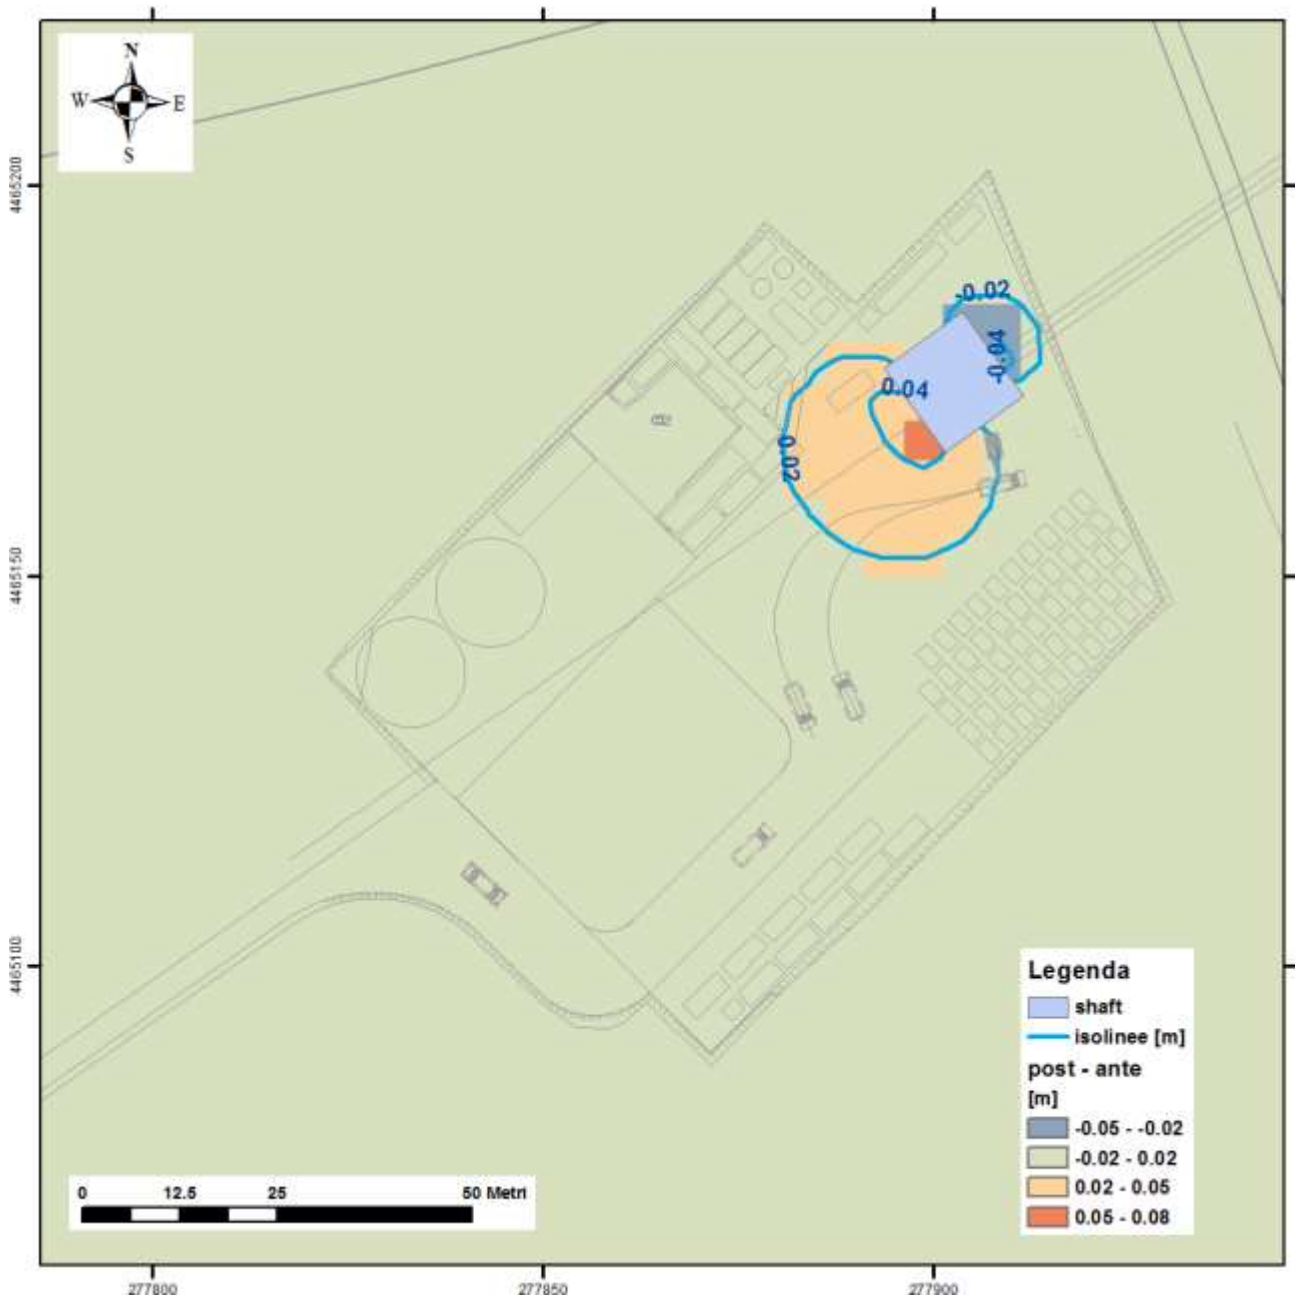 N
W E
S
4465200
4465150
4465100
-0.02
-0.04
0.04
0.02
Legenda
shaft
isolinee [m]
post - ante
[m]
-0.05 - -0.02
-0.02 - 0.02
0.02 - 0.05
0.05 - 0.08
0 12.5 25 50 Metri
277800 277850 277900